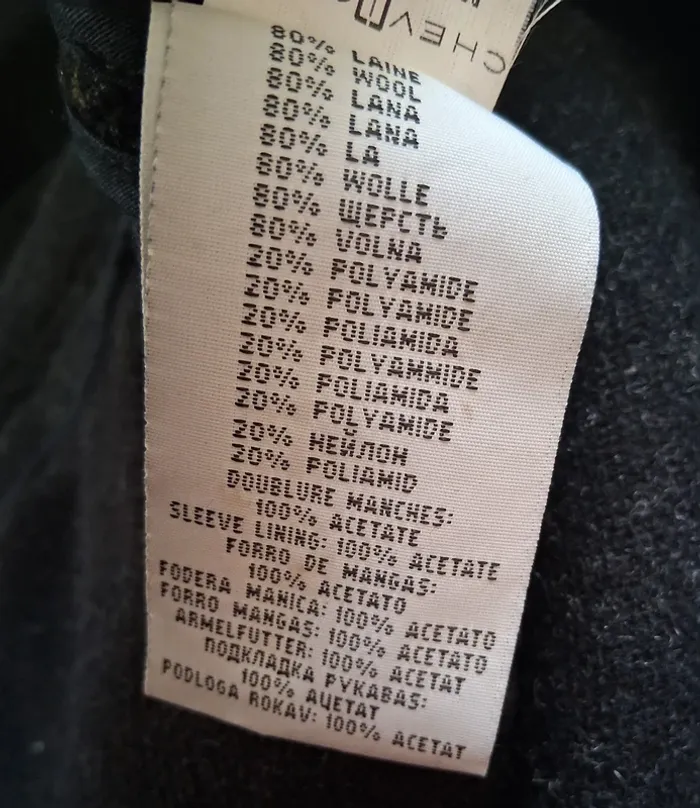 80% LAINE
80% WOOL
80% LANA
80% LANA
80% LA
80% WOLLE
80% ЩЕРСТЬ
80% VOLNA
20% POLYAMIDE
20% POLYAMIDE
20% POLIAMIDA
20% POLYAMMIDE
20% POLIAMIDA
20% POLYAMIDE
20% НЕЙЛОН
20% POLIAMID
DOUBLURE MANCHES:
100% ACETATE
SLEEVE LINING: 100% ACETATE
FORRO DE MANGAS:
100% ACETATO
FODERA MANICA: 100% ACETATO
FORRO MANGAS: 100% ACETATO
ARMELFUTTER: 100% ACETAT
ПОДКЛАДКА PYKABAS:
100% АЦЕТАТ
PODLOGA ROKAV: 100% ACETAT